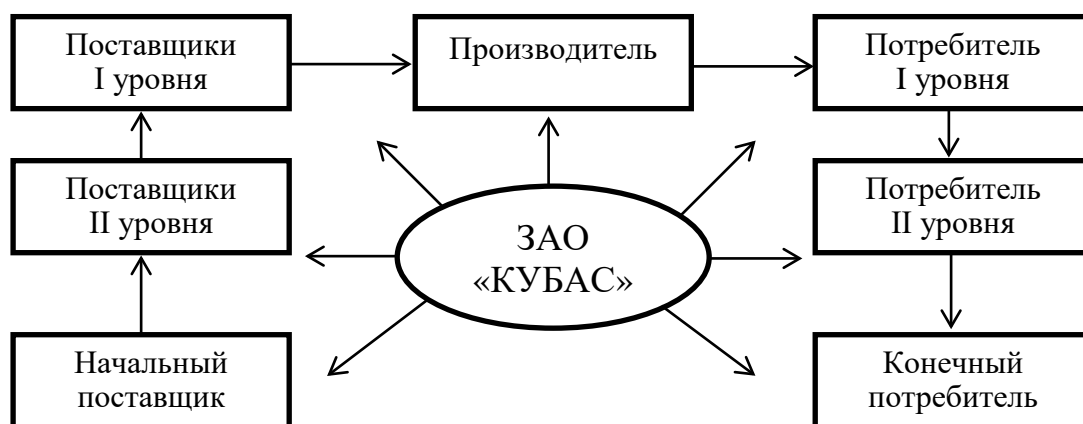 Поставщики
I уровня
Производитель
Потребитель
I уровня
Поставщики
II уровня
ЗАО
«КУБАС»
Потребитель
II уровня
Начальный
поставщик
Конечный
потребитель